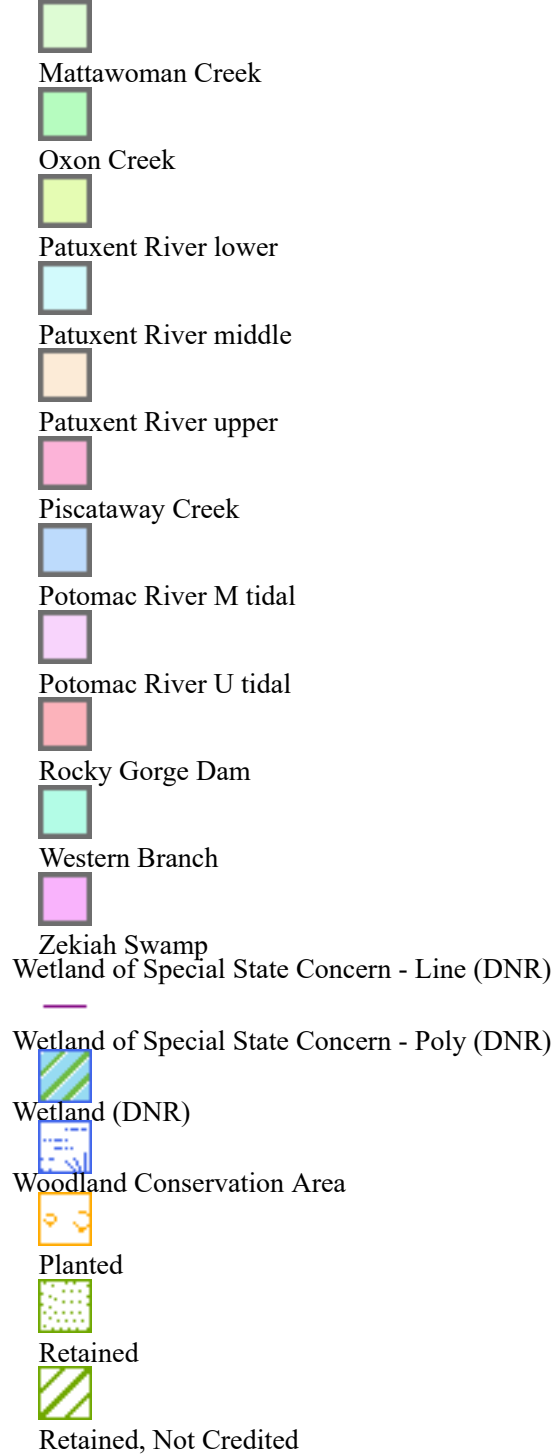 Mattawoman Creek
Oxon Creek
Patuxent River lower
Patuxent River middle
Patuxent River upper
Piscataway Creek
Potomac River M tidal
Potomac River U tidal
Rocky Gorge Dam
Western Branch
Zekiah Swamp
Wetland of Special State Concern - Line (DNR)
Wetland of Special State Concern - Poly (DNR)
Wetland (DNR)
Woodland Conservation Area
Planted
Retained
Retained, Not Credited